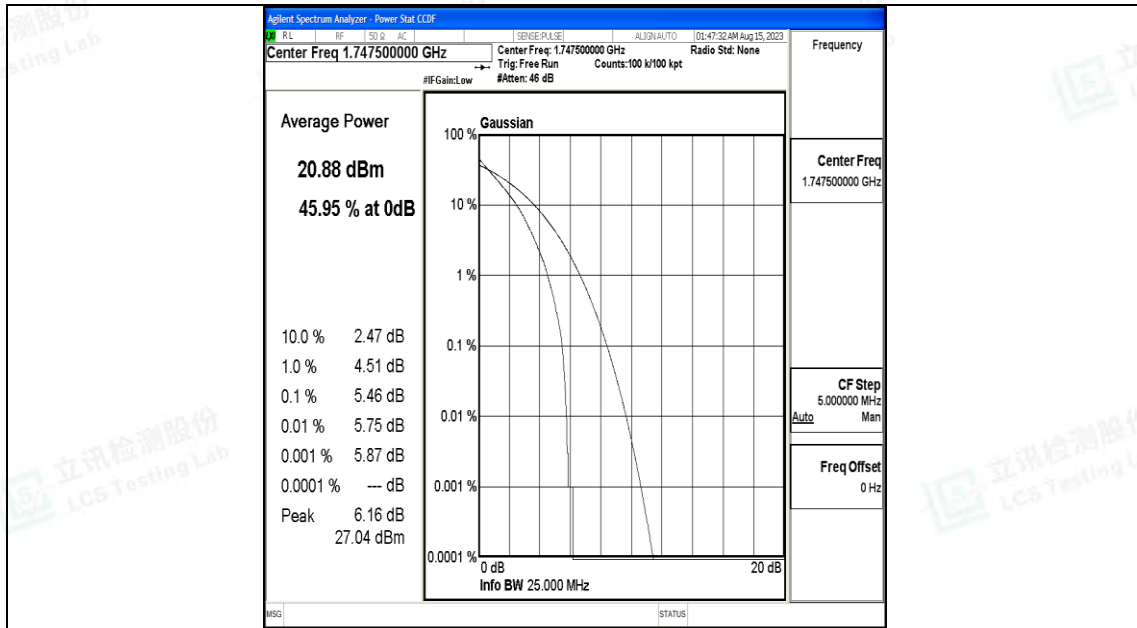 Agilent Spectrum Analyzer - Power Stat CCDF
LXI RL RF 50 Ω AC SENSE:PULSE ALIGN AUTO 01:47:32 AM Aug 15, 2023
Center Freq 1.747500000 GHz
Center Freq: 1.747500000 GHz Radio Std: None
Trig: Free Run Counts:100 k/100 kpt
#IFGain:Low #Atten: 46 dB
Frequency
Average Power
20.88 dBm
45.95 % at 0dB
10.0 % 2.47 dB
1.0 % 4.51 dB
0.1 % 5.46 dB
0.01 % 5.75 dB
0.001 % 5.87 dB
0.0001 % --- dB
Peak 6.16 dB
27.04 dBm
Gaussian
100 %
10 %
1 %
0.1 %
0.01 %
0.001 %
0.0001 %
0 dB 20 dB
Info BW 25.000 MHz
Center Freq
1.747500000 GHz
CF Step
5.000000 MHz
Auto Man
Freq Offset
0 Hz
MSG STATUS
立讯检测股份
LCS Testing Lab
立讯检测股份